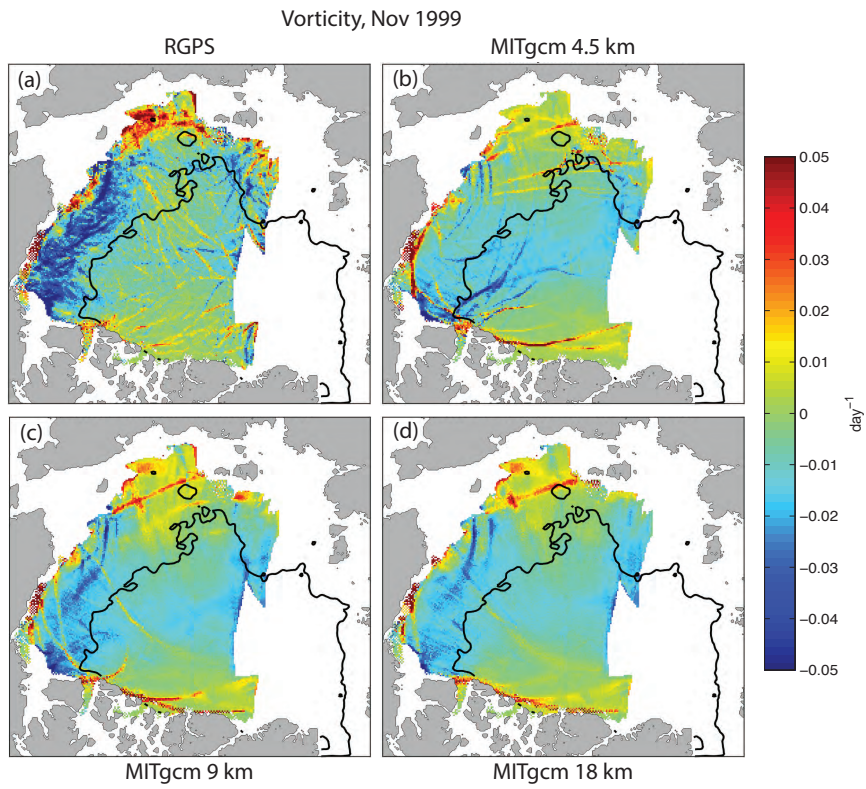 Vorticity, Nov 1999
RGPS
MITgcm 4.5 km
(a)
(b)
(c)
(d)
0.05
0.04
0.03
0.02
0.01
0
−0.01
−0.02
−0.03
−0.04
−0.05
day−1
MITgcm 9 km
MITgcm 18 km